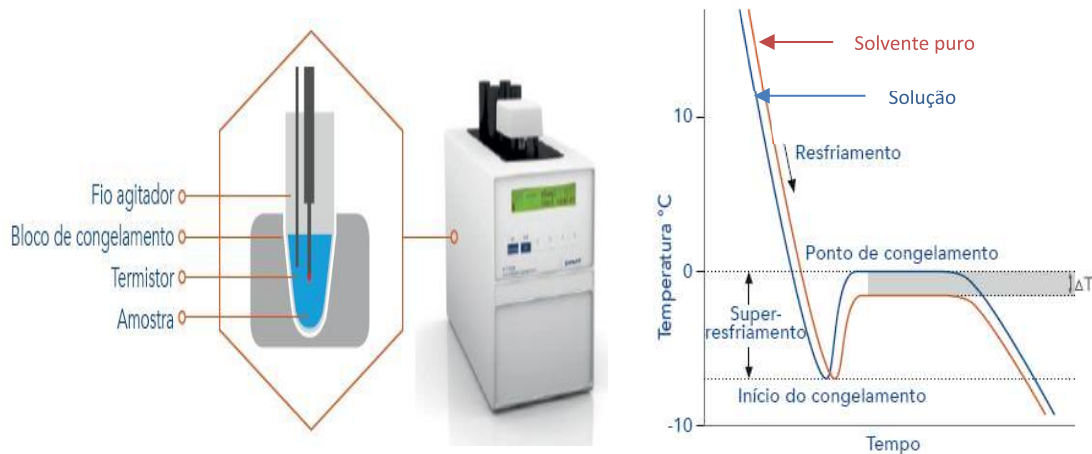 Fio agitador
Bloco de congelamento
Termistor
Amostra
Solvente puro
Solução
10
Resfriamento
Ponto de congelamento
0
ΔT
Super-
resfriamento
Início do congelamento
-10
Temperatura °C
Tempo